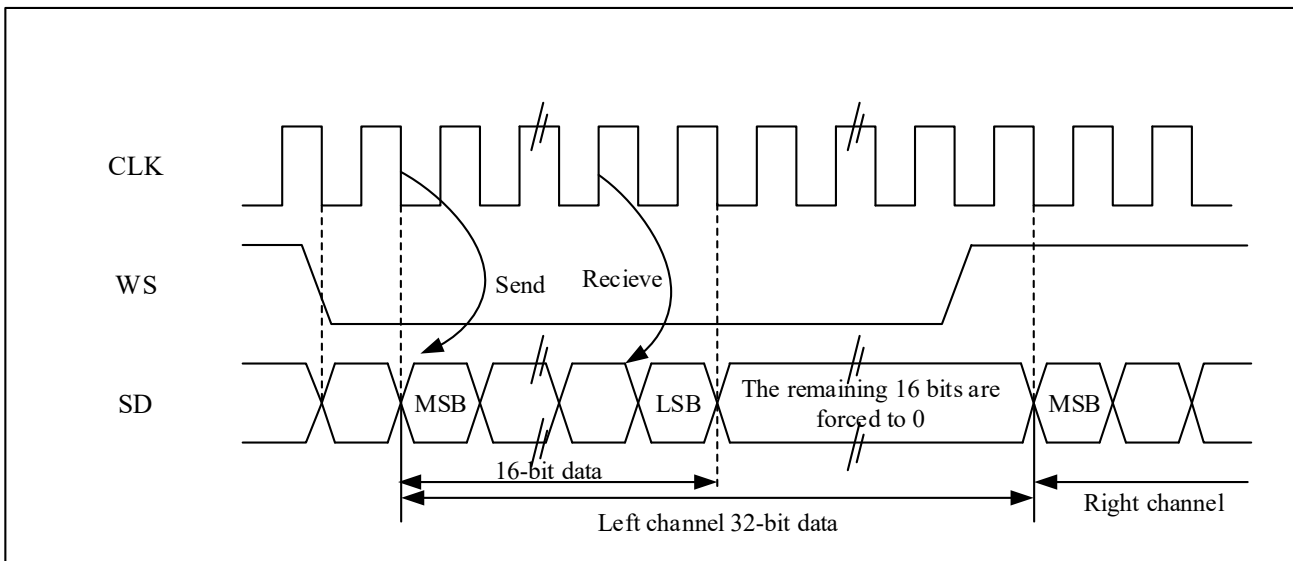 CLK
WS
Send
Recieve
SD
MSB
LSB
The remaining 16 bits are
forced to 0
MSB
16-bit data
Left channel 32-bit data
Right channel